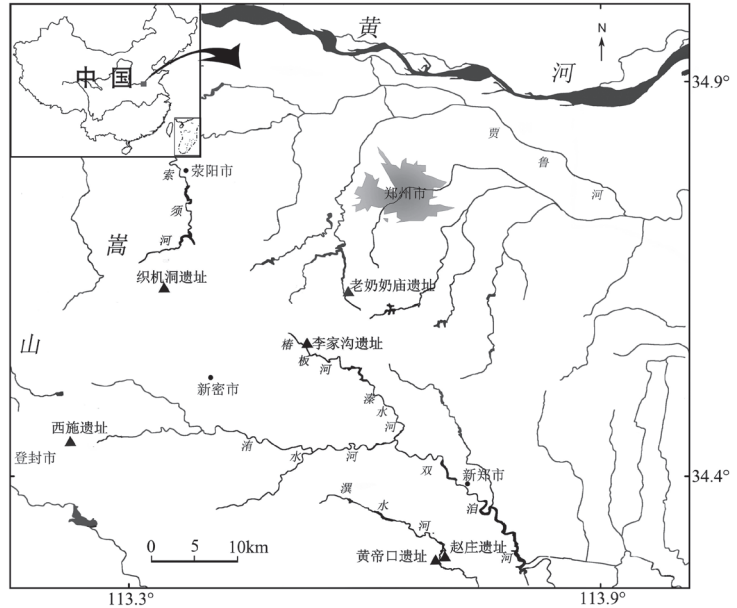 黄
河
N
中国
34.9°
贾
鲁
河
荥阳市
索
须
河
郑州市
嵩
织机洞遗址
老奶奶庙遗址
山
李家沟遗址
椿
板
河
新密市
溱
水
河
西施遗址
登封市
洧
水
河
双
洎
河
新郑市
34.4°
潩
水
河
黄帝口遗址
赵庄遗址
0 5 10km
113.3°
113.9°